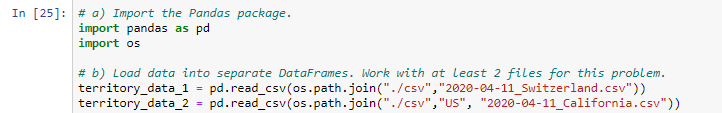 In [25]:
# a) Import the Pandas package.
import pandas as pd
import os
# b) Load data into separate DataFrames. Work with at least 2 files for this problem.
territory_data_1 = pd.read_csv(os.path.join("./csv","2020-04-11_Switzerland.csv"))
territory_data_2 = pd.read_csv(os.path.join("./csv","US", "2020-04-11_California.csv"))